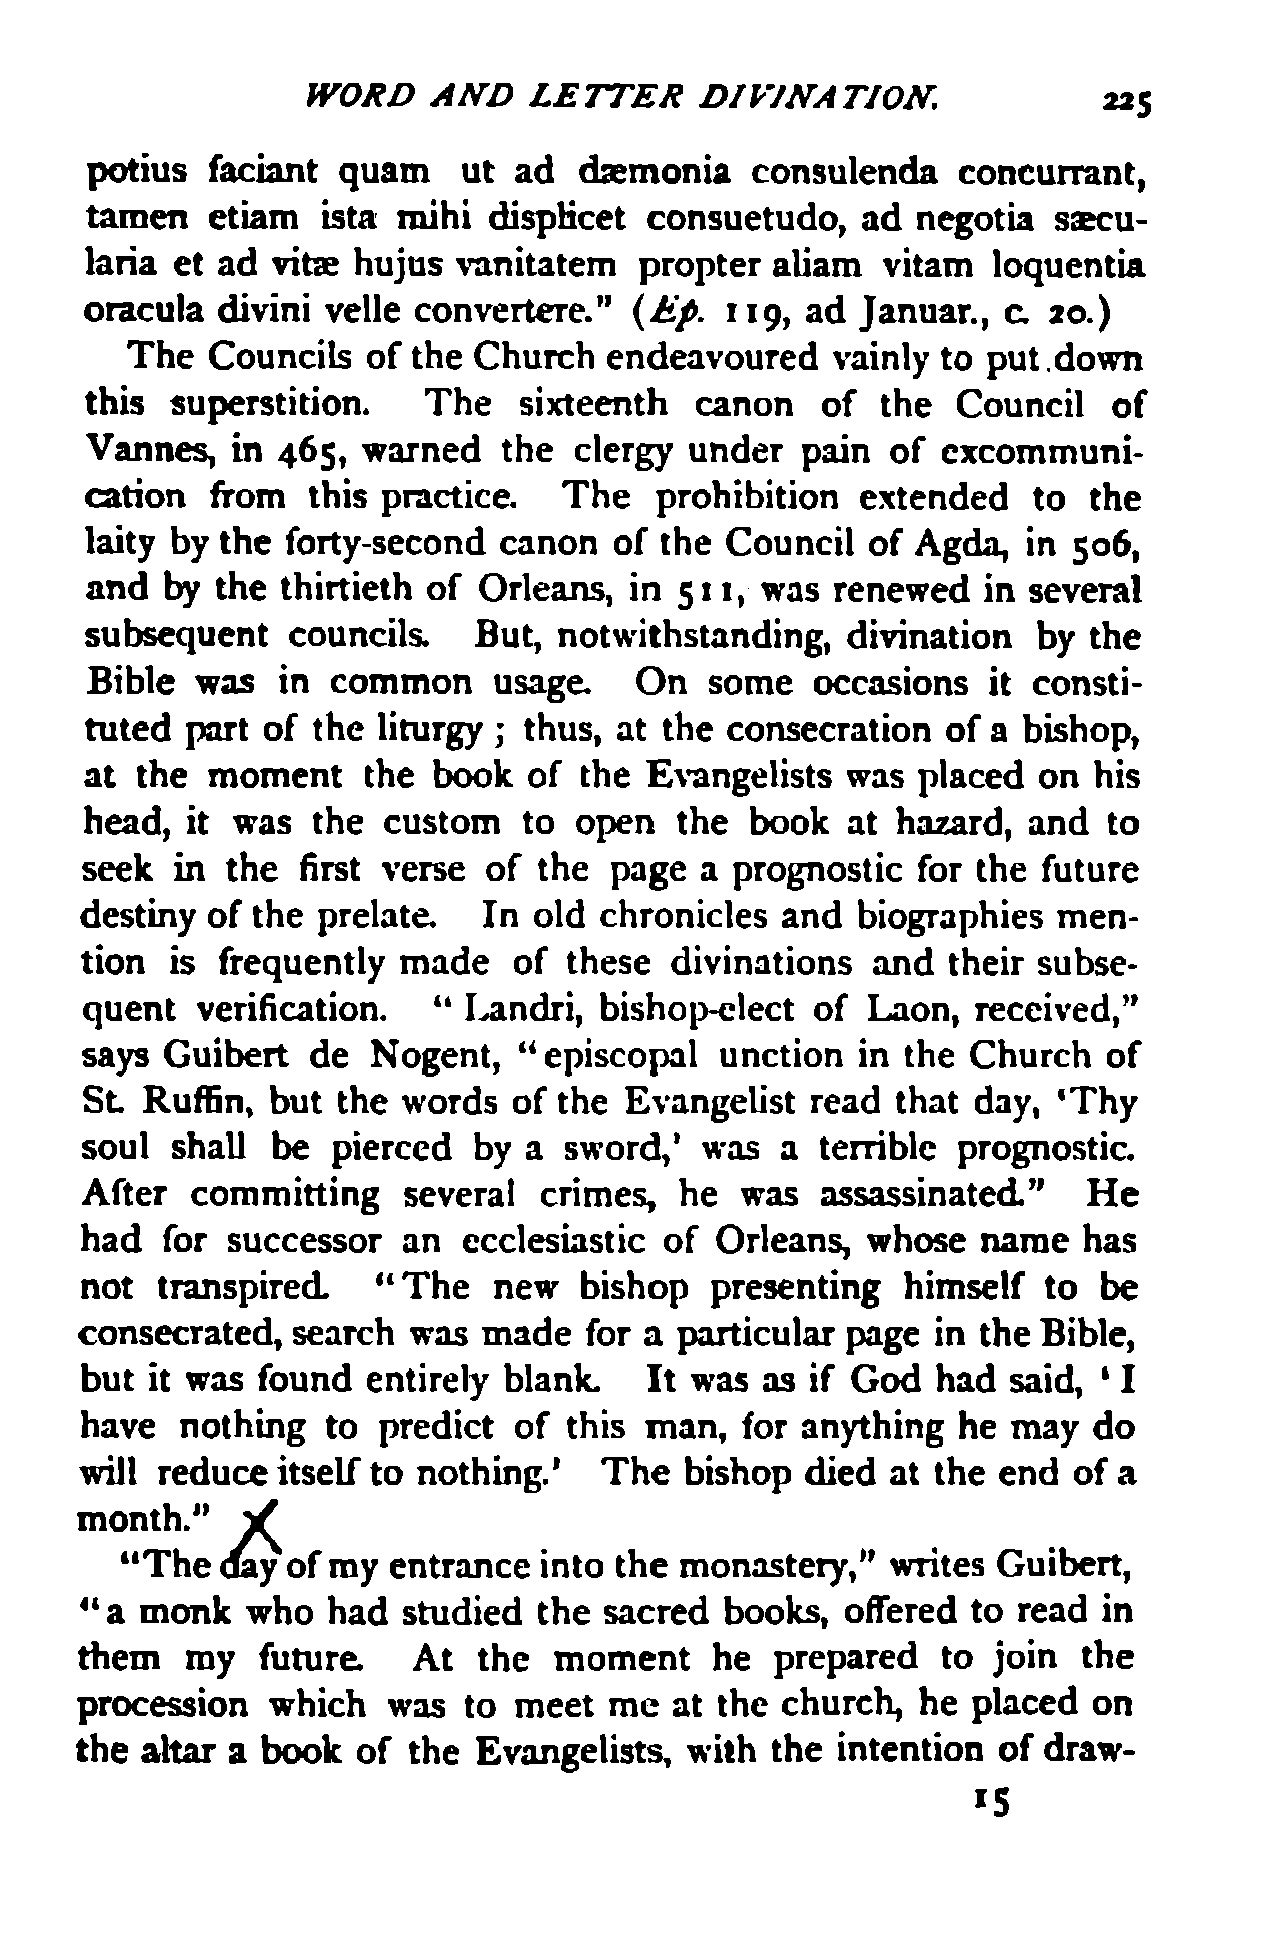 WORD AND LETTER DIVINATION. 225
potius faciant quam ut ad dæmonia consulenda concurrant,
tamen etiam ista mihi displicet consuetudo, ad negotia sæcu-
laria et ad vitæ hujus vanitatem propter aliam vitam loquentia
oracula divini velle convertere." (Ep. 119, ad Januar., c. 20.)
The Councils of the Church endeavoured vainly to put down
this superstition. The sixteenth canon of the Council of
Vannes, in 465, warned the clergy under pain of excommuni-
cation from this practice. The prohibition extended to the
laity by the forty-second canon of the Council of Agda, in 506,
and by the thirtieth of Orleans, in 511, was renewed in several
subsequent councils. But, notwithstanding, divination by the
Bible was in common usage. On some occasions it consti-
tuted part of the liturgy ; thus, at the consecration of a bishop,
at the moment the book of the Evangelists was placed on his
head, it was the custom to open the book at hazard, and to
seek in the first verse of the page a prognostic for the future
destiny of the prelate. In old chronicles and biographies men-
tion is frequently made of these divinations and their subse-
quent verification. "Landri, bishop-elect of Laon, received,"
says Guibert de Nogent, "episcopal unction in the Church of
St. Ruffin, but the words of the Evangelist read that day, 'Thy
soul shall be pierced by a sword,' was a terrible prognostic.
After committing several crimes, he was assassinated." He
had for successor an ecclesiastic of Orleans, whose name has
not transpired. "The new bishop presenting himself to be
consecrated, search was made for a particular page in the Bible,
but it was found entirely blank. It was as if God had said, 'I
have nothing to predict of this man, for anything he may do
will reduce itself to nothing.' The bishop died at the end of a
month."
"The day of my entrance into the monastery," writes Guibert,
"a monk who had studied the sacred books, offered to read in
them my future. At the moment he prepared to join the
procession which was to meet me at the church, he placed on
the altar a book of the Evangelists, with the intention of draw-
15